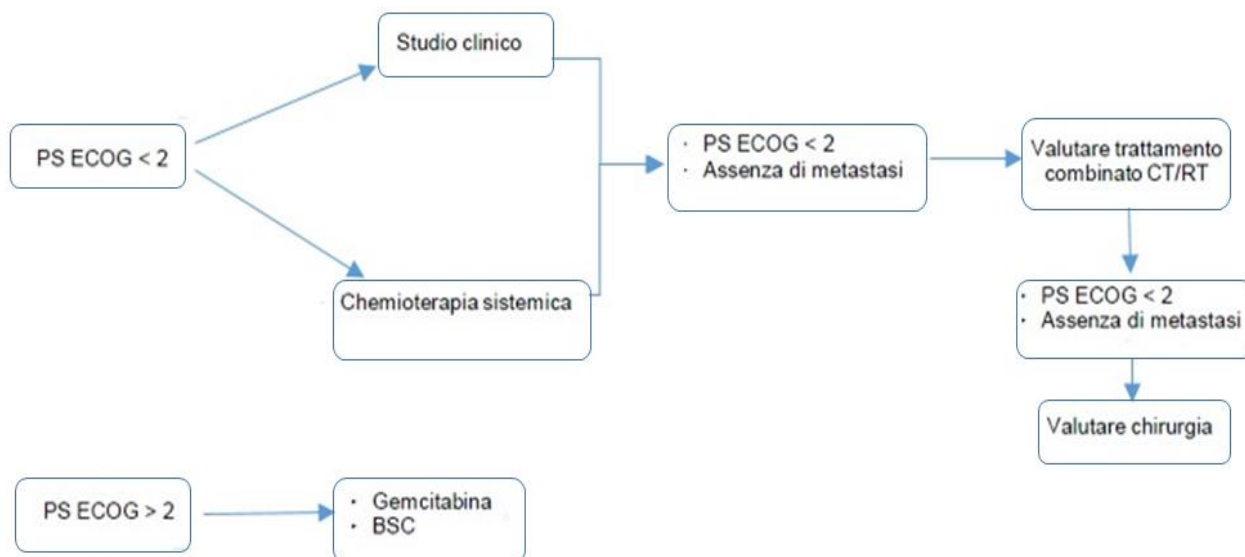 Studio clinico
PS ECOG < 2
· PS ECOG < 2
· Assenza di metastasi
Valutare trattamento
combinato CT/RT
Chemioterapia sistemica
· PS ECOG < 2
· Assenza di metastasi
Valutare chirurgia
PS ECOG > 2
· Gemcitabina
· BSC